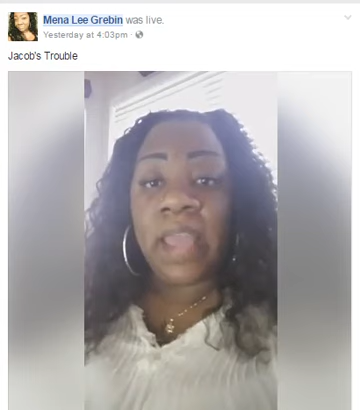 Mena Lee Grebin was live.
Yesterday at 4:03pm ·
Jacob's Trouble